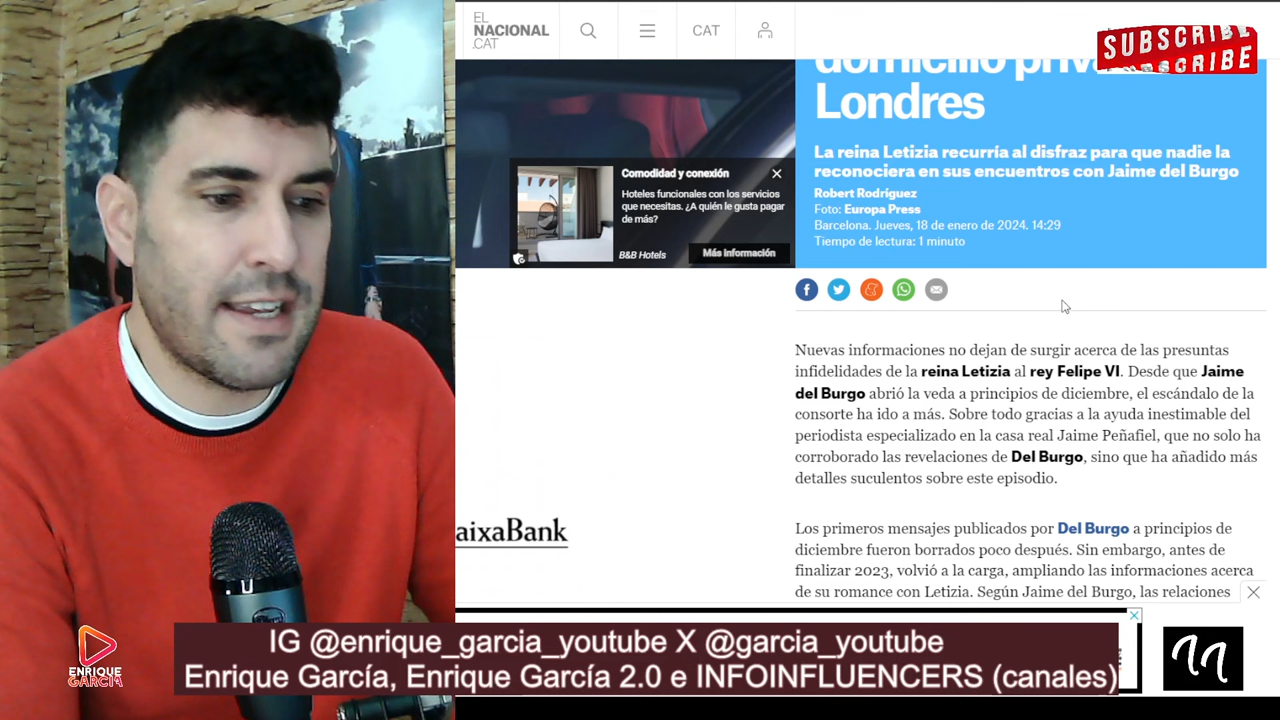 EL
NACIONAL
.CAT
CAT
SUBSCRIBE
SUBSCRIBE
Londres
La reina Letizia recurría al disfraz para que nadie la
reconociera en sus encuentros con Jaime del Burgo
Robert Rodríguez
Foto: Europa Press
Barcelona. Jueves, 18 de enero de 2024. 14:29
Tiempo de lectura: 1 minuto
Comodidad y conexión
Hoteles funcionales con los servicios
que necesitas. ¿A quién le gusta pagar
de más?
B&B Hotels
Más información
Nuevas informaciones no dejan de surgir acerca de las presuntas
infidelidades de la reina Letizia al rey Felipe VI. Desde que Jaime
del Burgo abrió la veda a principios de diciembre, el escándalo de la
consorte ha ido a más. Sobre todo gracias a la ayuda inestimable del
periodista especializado en la casa real Jaime Peñafiel, que no solo ha
corroborado las revelaciones de Del Burgo, sino que ha añadido más
detalles suculentos sobre este episodio.
aixaBank
Los primeros mensajes publicados por Del Burgo a principios de
diciembre fueron borrados poco después. Sin embargo, antes de
finalizar 2023, volvió a la carga, ampliando las informaciones acerca
de su romance con Letizia. Según Jaime del Burgo, las relaciones
IG @enrique_garcia_youtube X @garcia_youtube
Enrique García, Enrique García 2.0 e INFOINFLUENCERS (canales)
ENRIQUE
GARCÍA